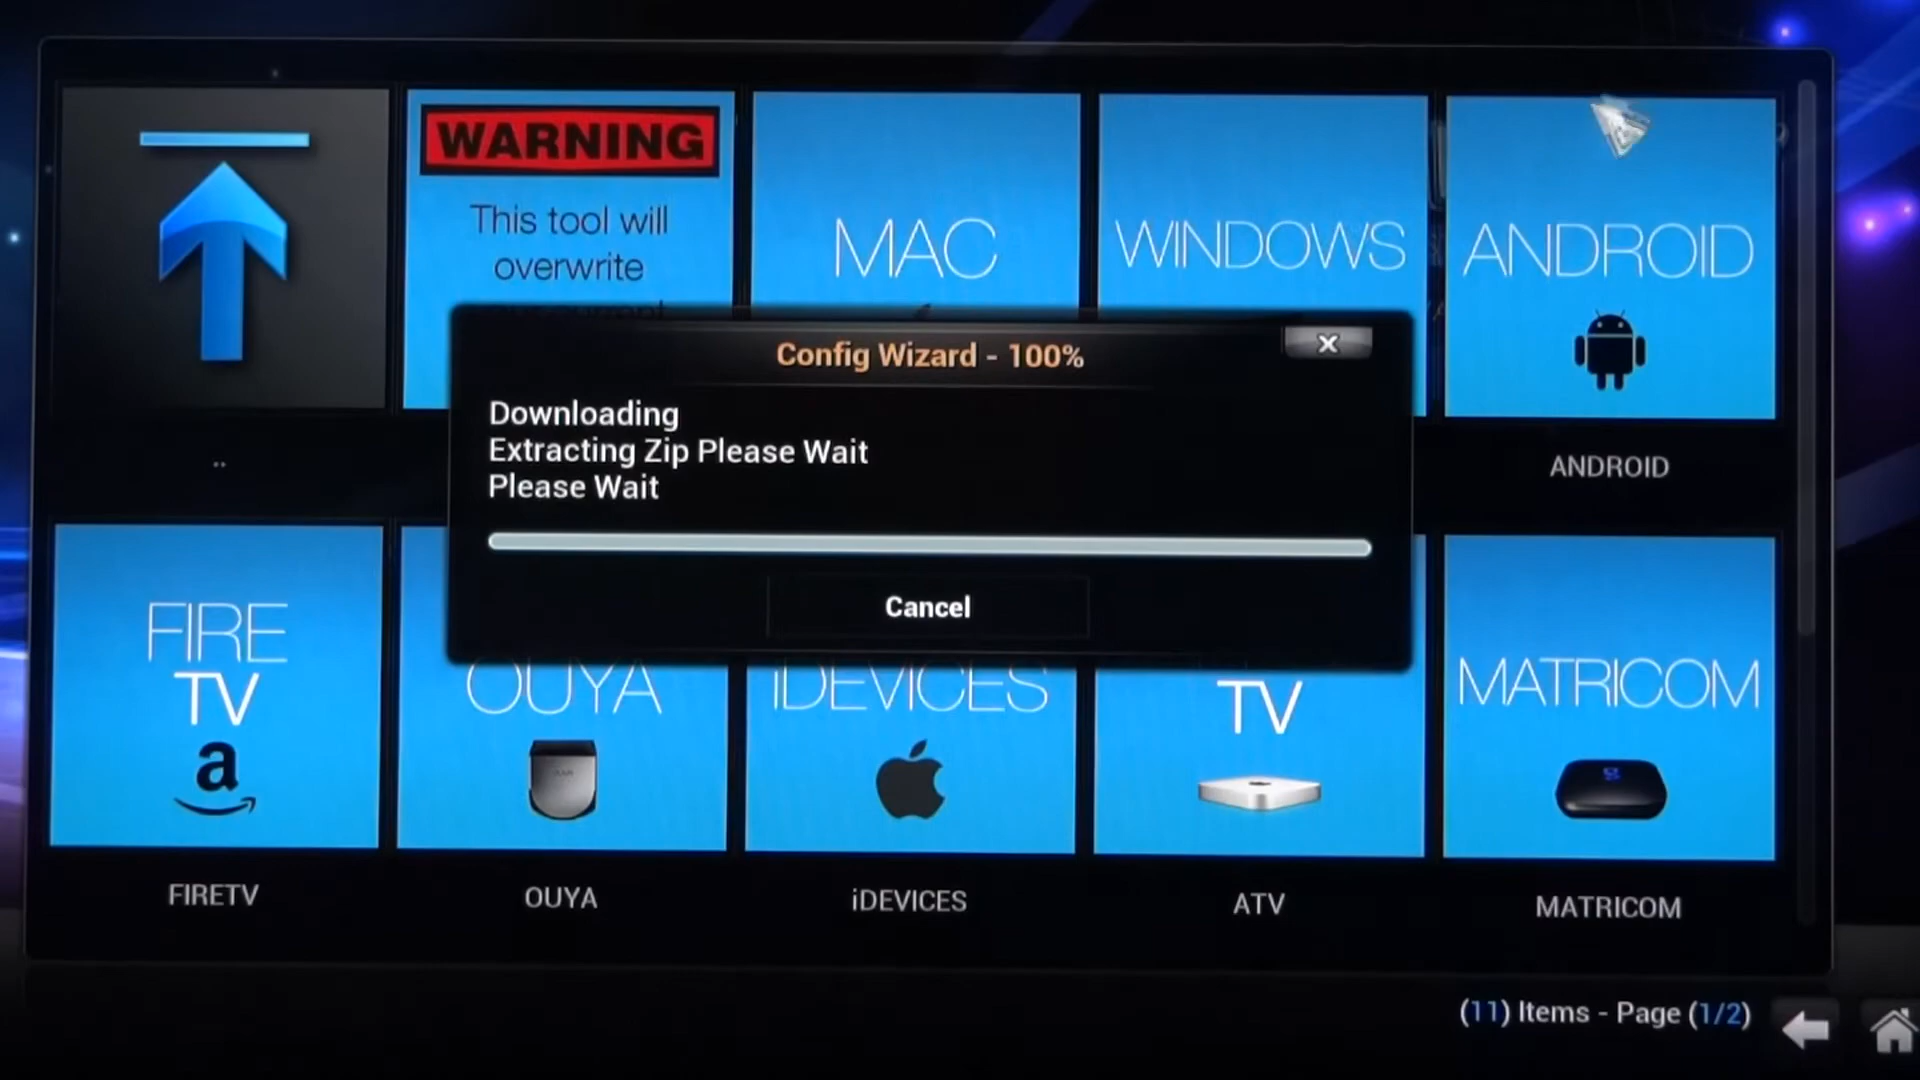 WARNING
This tool will
overwrite
MAC
WINDOWS
ANDROID
Config Wizard - 100%
X
Downloading
Extracting Zip Please Wait
Please Wait
Cancel
..
ANDROID
FIRE
TV
a
OUYA
iDEVICES
TV
MATRICOM
FIRETV
OUYA
iDEVICES
ATV
MATRICOM
(11) Items - Page (1/2)